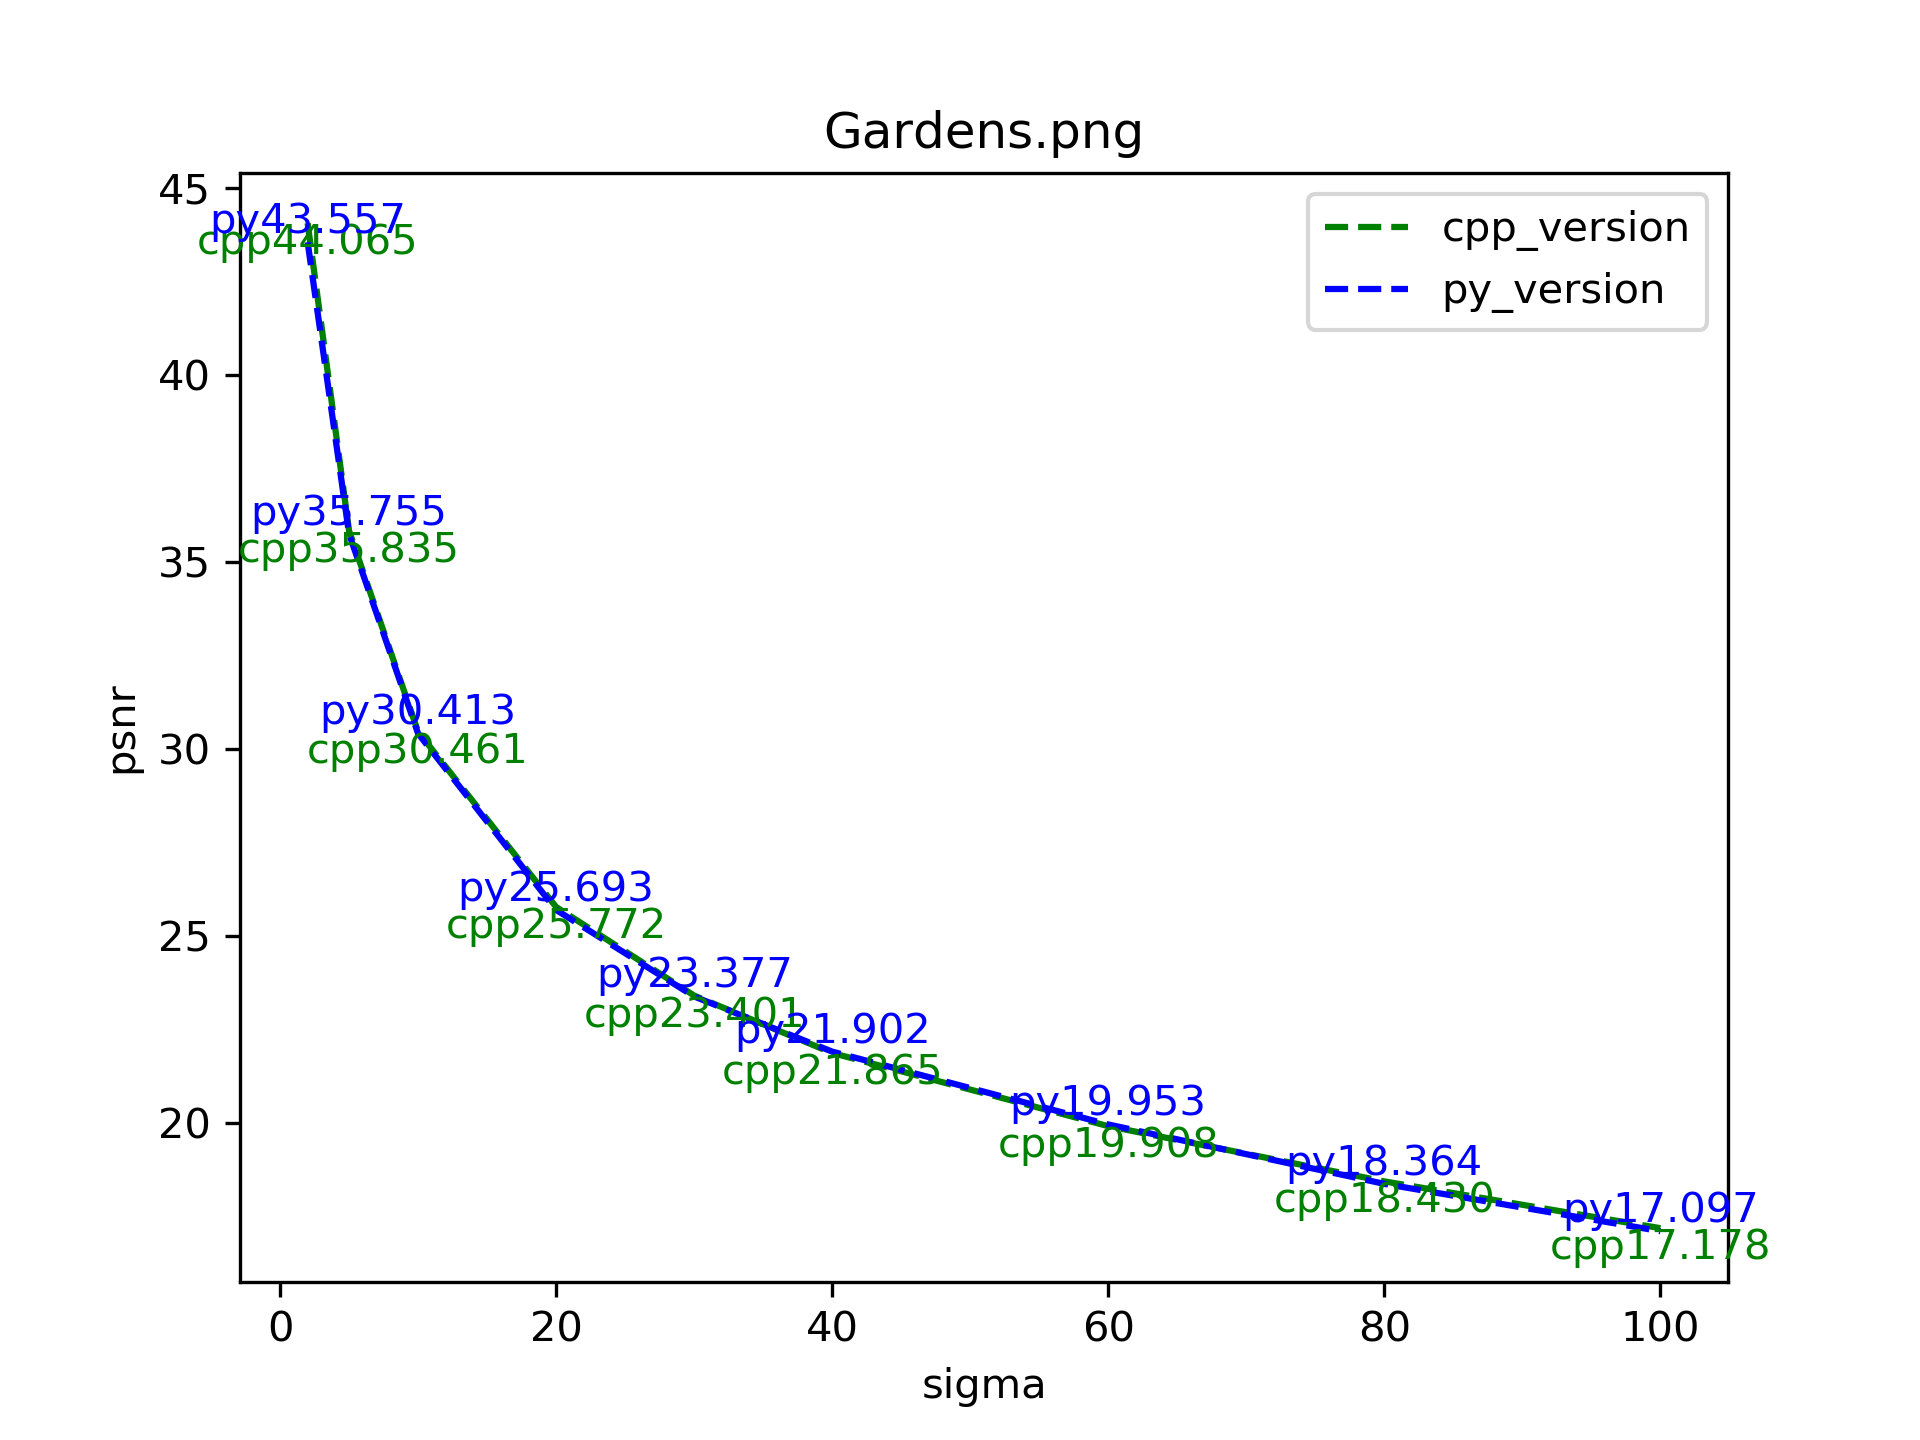 Gardens.png
cpp_version
py_version
45
40
35
30
25
20
psnr
py43.557
cpp44.065
py35.755
cpp35.835
py30.413
cpp30.461
py25.693
cpp25.772
py23.377
cpp23.401
py21.902
cpp21.865
py19.953
cpp19.908
py18.364
cpp18.430
py17.097
cpp17.178
0 20 40 60 80 100
sigma